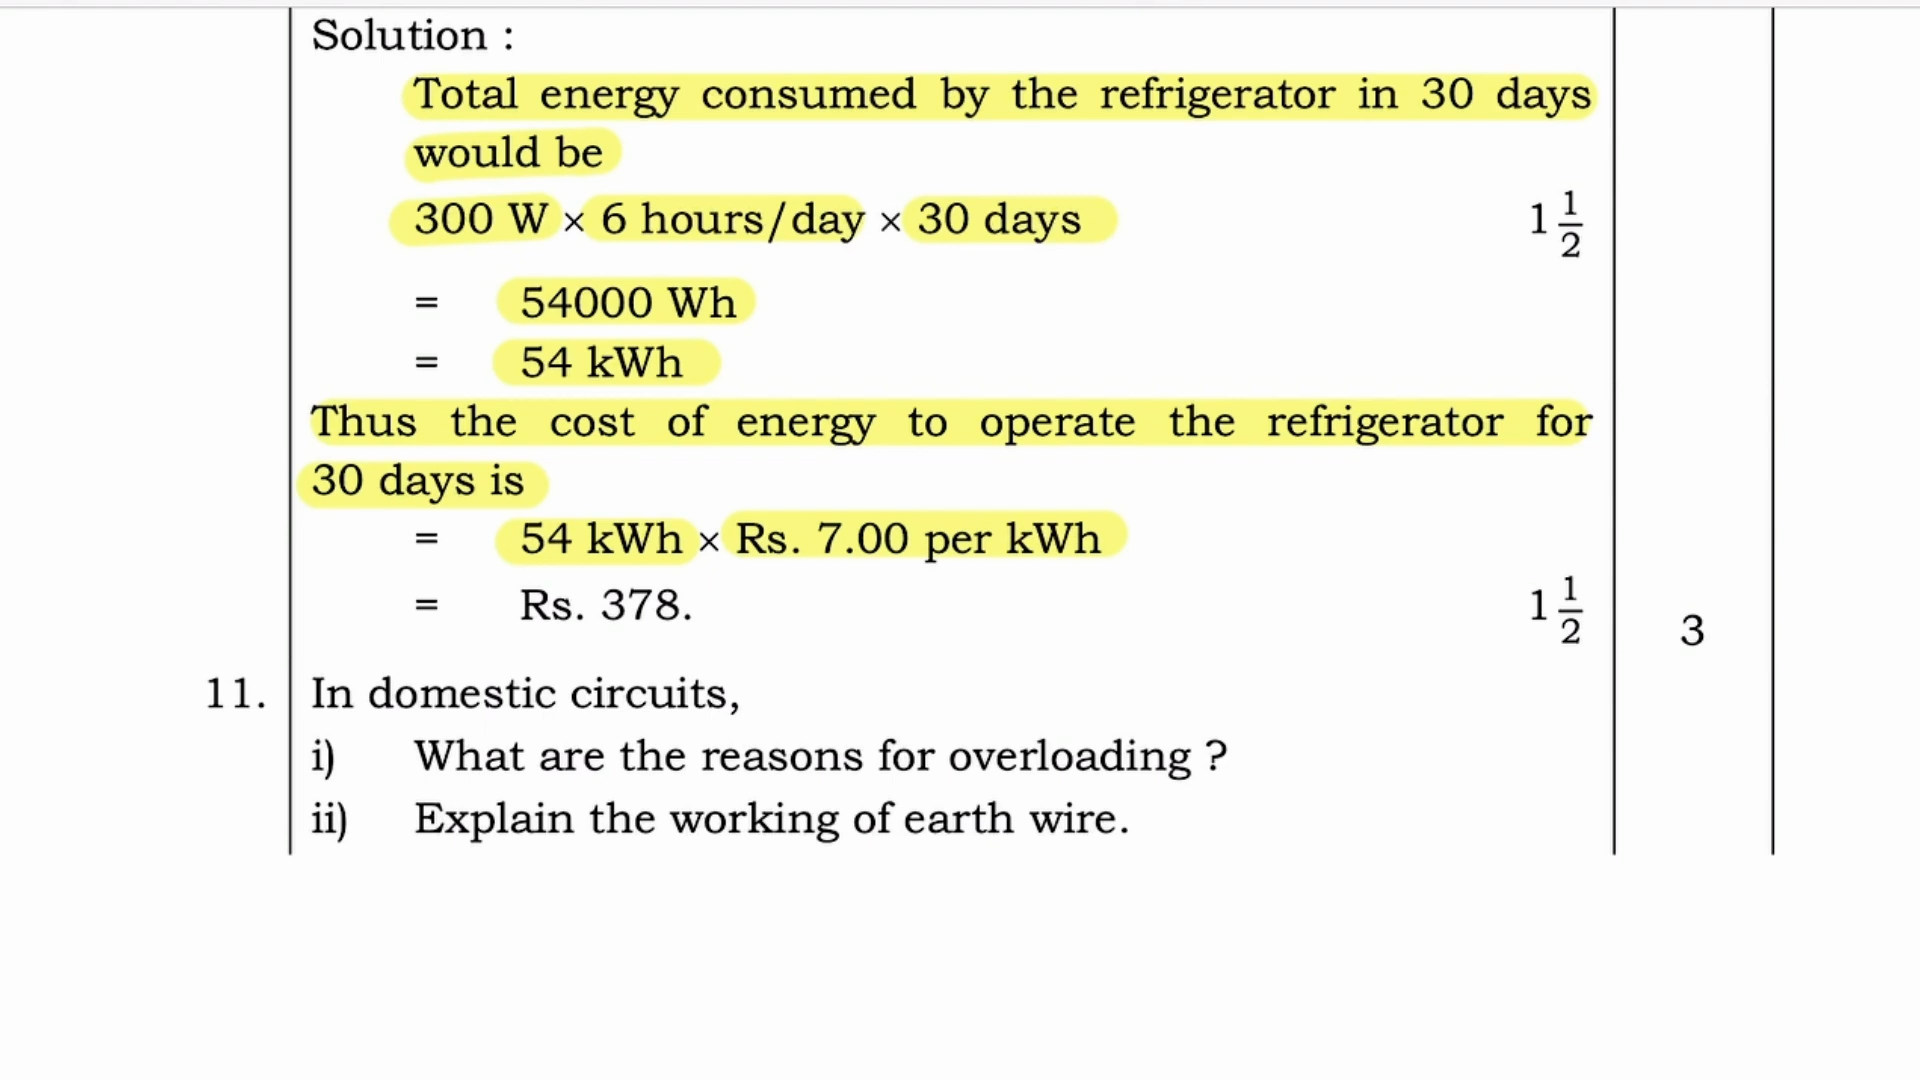 Solution :
Total energy consumed by the refrigerator in 30 days
would be
300 W × 6 hours/day × 30 days 1 1/2
= 54000 Wh
= 54 kWh
Thus the cost of energy to operate the refrigerator for
30 days is
= 54 kWh × Rs. 7.00 per kWh
= Rs. 378. 1 1/2 3
11. In domestic circuits,
i) What are the reasons for overloading ?
ii) Explain the working of earth wire.